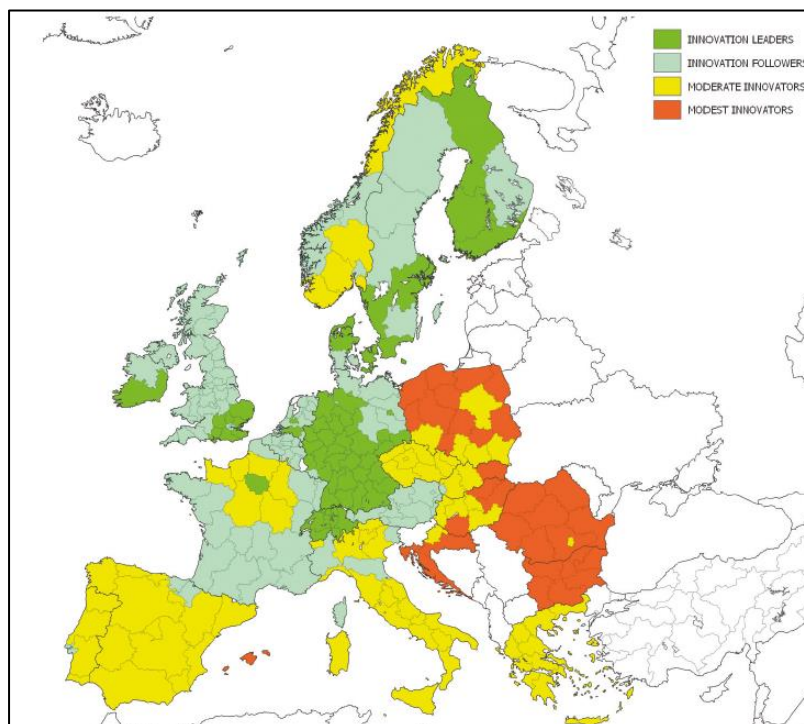 INNOVATION LEADERS
INNOVATION FOLLOWERS
MODERATE INNOVATORS
MODEST INNOVATORS